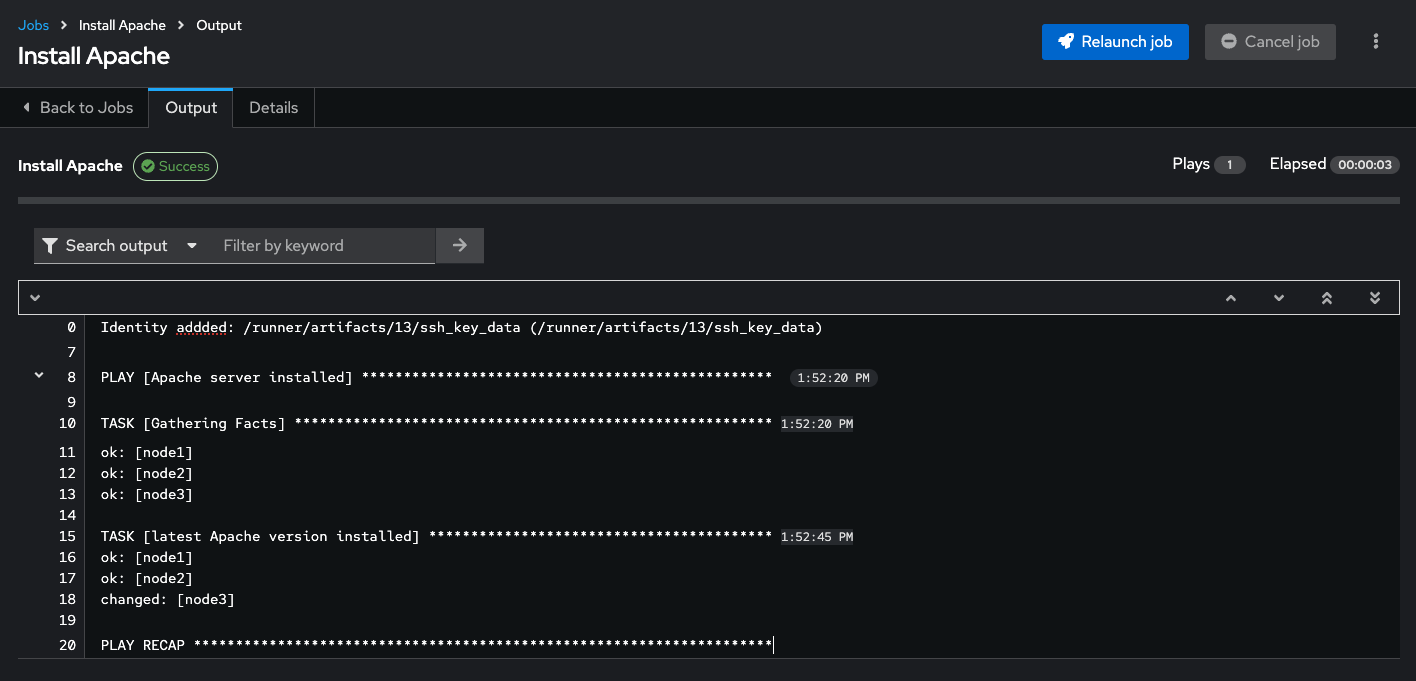 Jobs > Install Apache > Output
Install Apache
Relaunch job
Cancel job
Back to Jobs
Output
Details
Install Apache
Success
Plays 1
Elapsed 00:00:03
Search output
Filter by keyword
0 Identity addded: /runner/artifacts/13/ssh_key_data (/runner/artifacts/13/ssh_key_data)
7
8 PLAY [Apache server installed] ************************************************* 1:52:20 PM
9
10 TASK [Gathering Facts] ********************************************************* 1:52:20 PM
11 ok: [node1]
12 ok: [node2]
13 ok: [node3]
14
15 TASK [latest Apache version installed] ***************************************** 1:52:45 PM
16 ok: [node1]
17 ok: [node2]
18 changed: [node3]
19
20 PLAY RECAP *********************************************************************